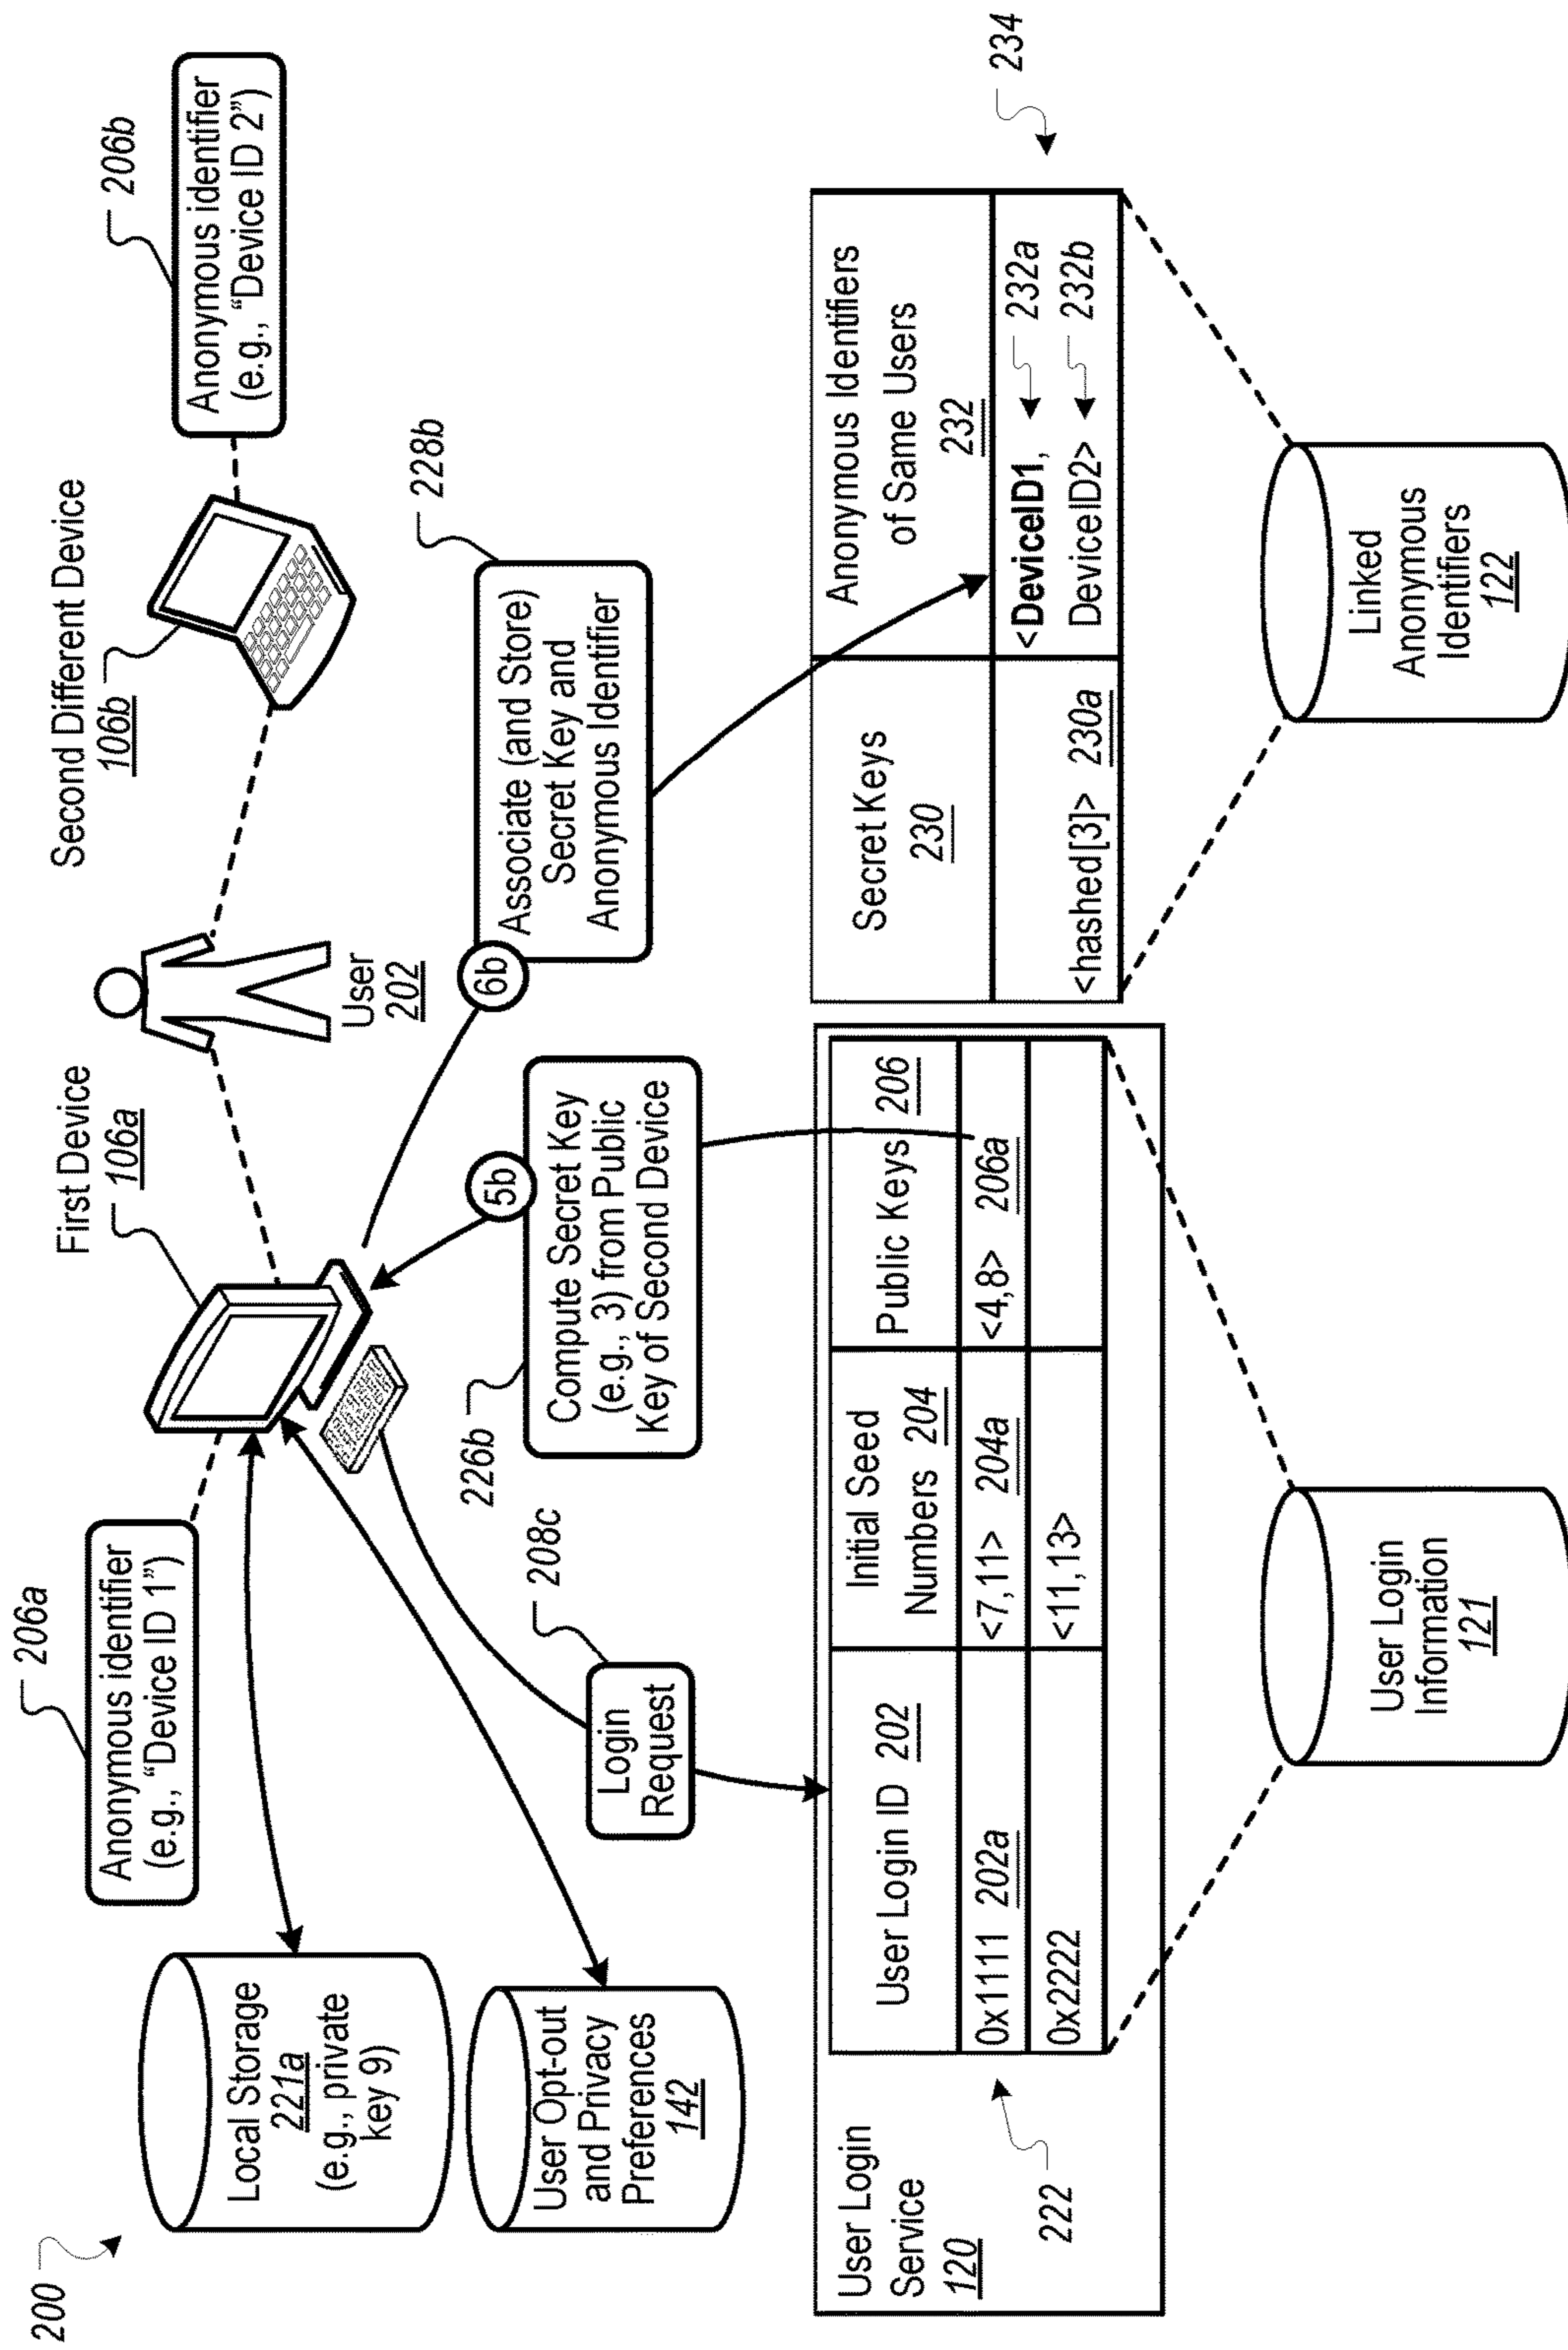 200
206a
Anonymous identifier
(e.g., “Device ID 1”)
First Device
106a
User
202
Second Different Device
106b
206b
Anonymous identifier
(e.g., “Device ID 2”)
Local Storage
221a
(e.g., private
key 9)
User Opt-out
and Privacy
Preferences
142
208c
Login
Request
226b
5b
Compute Secret Key
(e.g., 3) from Public
Key of Second Device
6b
228b
Associate (and Store)
Secret Key and
Anonymous Identifier
User Login
Service
120
222
User Login ID 202
Initial Seed
Numbers 204
Public Keys 206
0x1111 202a
<7,11> 204a
<4,8> 206a
0x2222
<11,13>
User Login
Information
121
Secret Keys
230
Anonymous Identifiers
of Same Users
232
<hashed[3]> 230a
<DeviceID1, 232a
DeviceID2> 232b
234
Linked
Anonymous
Identifiers
122